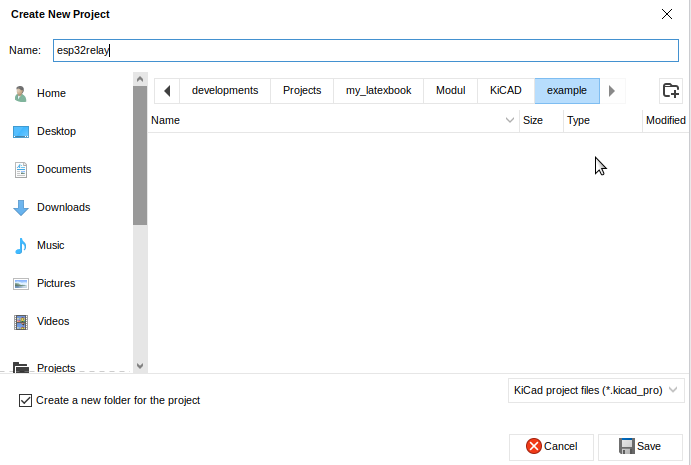 Create New Project
Name: esp32relay
developments Projects my_latexbook Modul KiCAD example
Name Size Type Modified
Home
Desktop
Documents
Downloads
Music
Pictures
Videos
Projects
KiCad project files (*.kicad_pro)
Create a new folder for the project
Cancel Save